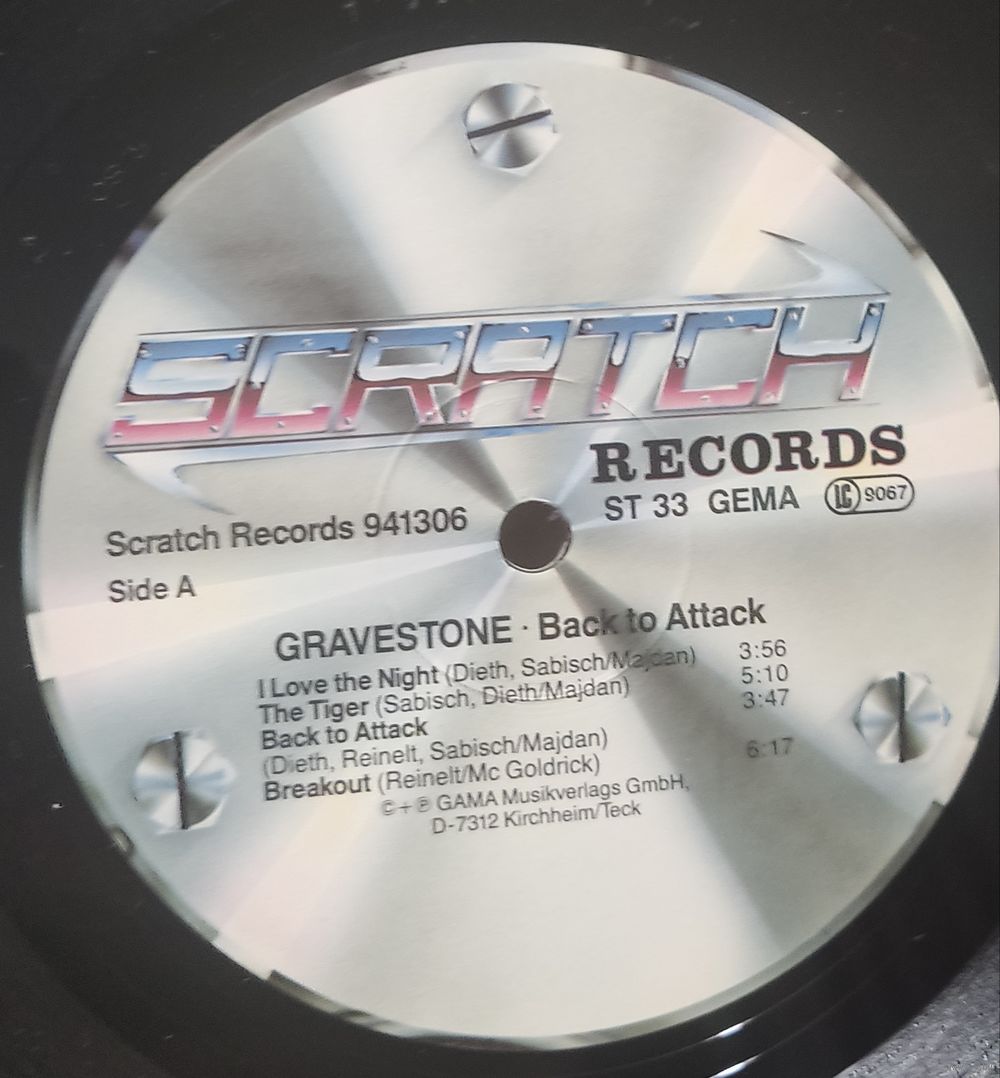 SCRATCH
RECORDS
ST 33 GEMA LC 9067
Scratch Records 941306
Side A
GRAVESTONE · Back to Attack
I Love the Night (Dieth, Sabisch/Majdan) 3:56
The Tiger (Sabisch, Dieth/Majdan) 5:10
Back to Attack 3:47
(Dieth, Reinelt, Sabisch/Majdan)
Breakout (Reinelt/Mc Goldrick) 6:17
©+℗ GAMA Musikverlags GmbH,
D-7312 Kirchheim/Teck